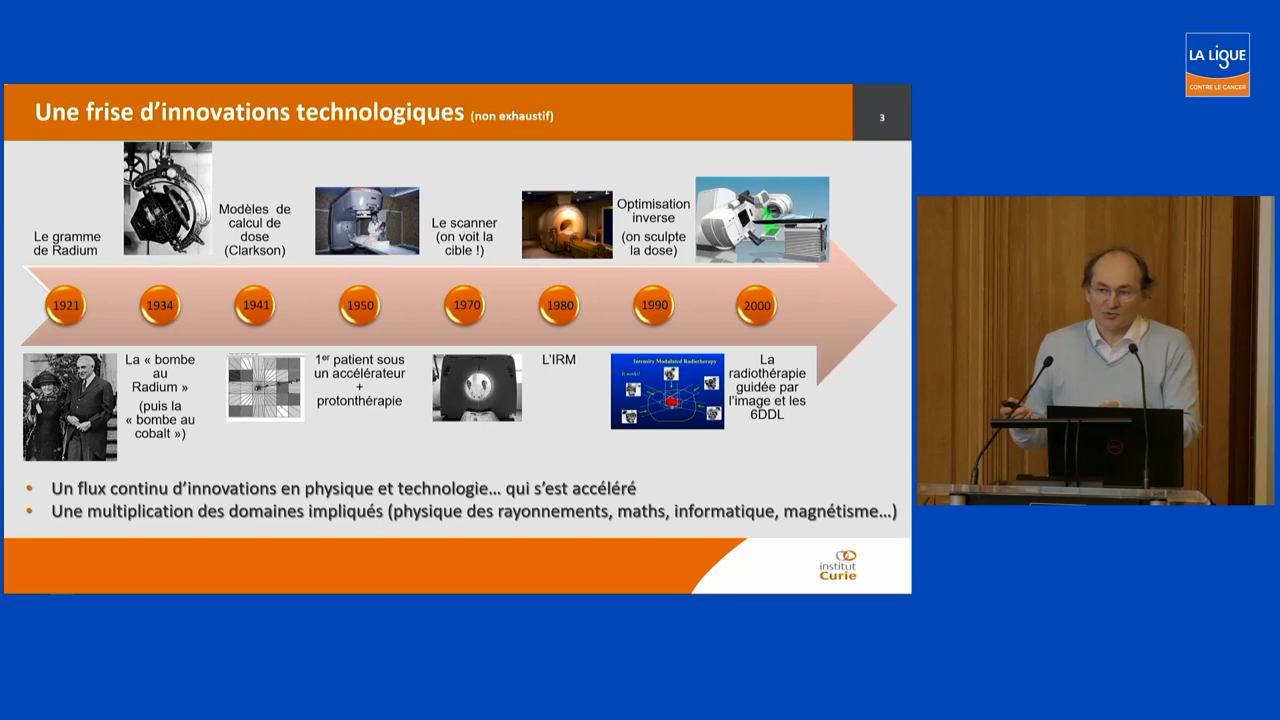 LA LIGUE
CONTRE LE CANCER
Une frise d’innovations technologiques (non exhaustif)
3
Le gramme
de Radium
Modèles de
calcul de
dose
(Clarkson)
Le scanner
(on voit la
cible !)
Optimisation
inverse
(on sculpte
la dose)
1921
1934
1941
1950
1970
1980
1990
2000
La « bombe
au
Radium »
(puis la
« bombe au
cobalt »)
1er patient sous
un accélérateur
+
protonthérapie
L’IRM
Intensity Modulated Radiotherapy
It works!
La
radiothérapie
guidée par
l’image et les
6DDL
• Un flux continu d’innovations en physique et technologie… qui s’est accéléré
• Une multiplication des domaines impliqués (physique des rayonnements, maths, informatique, magnétisme…)
institut
Curie